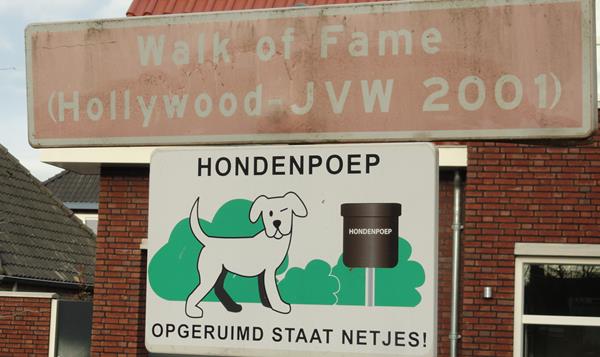 Walk of Fame
(Hollywood-JVW 2001)
HONDENPOEP
HONDENPOEP
OPGERUIMD STAAT NETJES!